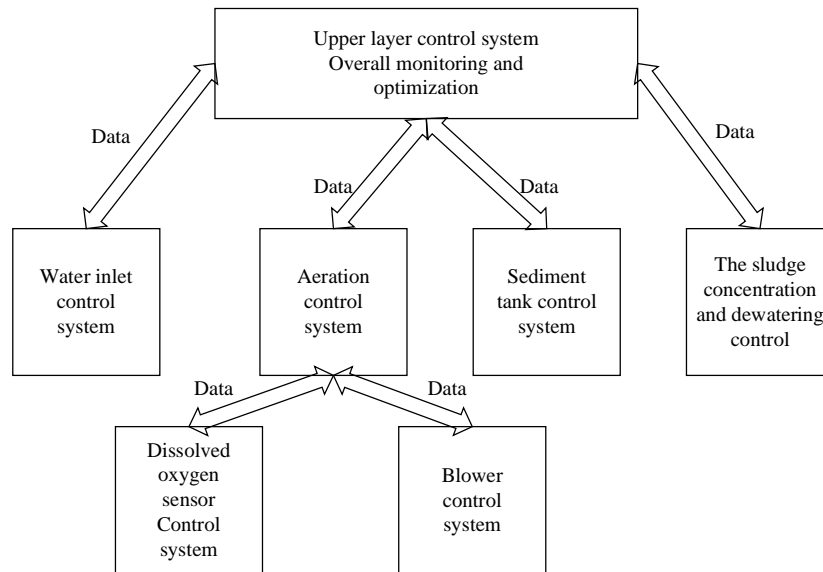 Upper layer control system
Overall monitoring and
optimization
Data
Data
Data
Data
Water inlet
control
system
Aeration
control
system
Sediment
tank control
system
The sludge
concentration
and dewatering
control
Data
Data
Dissolved
oxygen
sensor
Control
system
Blower
control
system